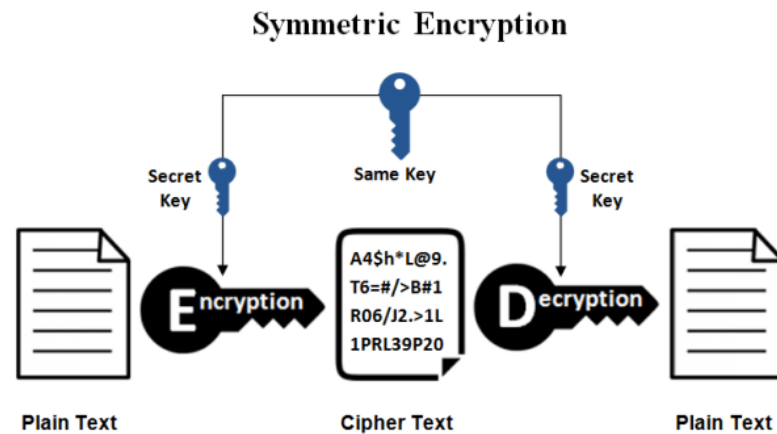 Symmetric Encryption
Secret
Key
Same Key
Secret
Key
Encryption
A4$h*L@9.
T6=#/>B#1
R06/J2.>1L
1PRL39P20
Decryption
Plain Text
Cipher Text
Plain Text